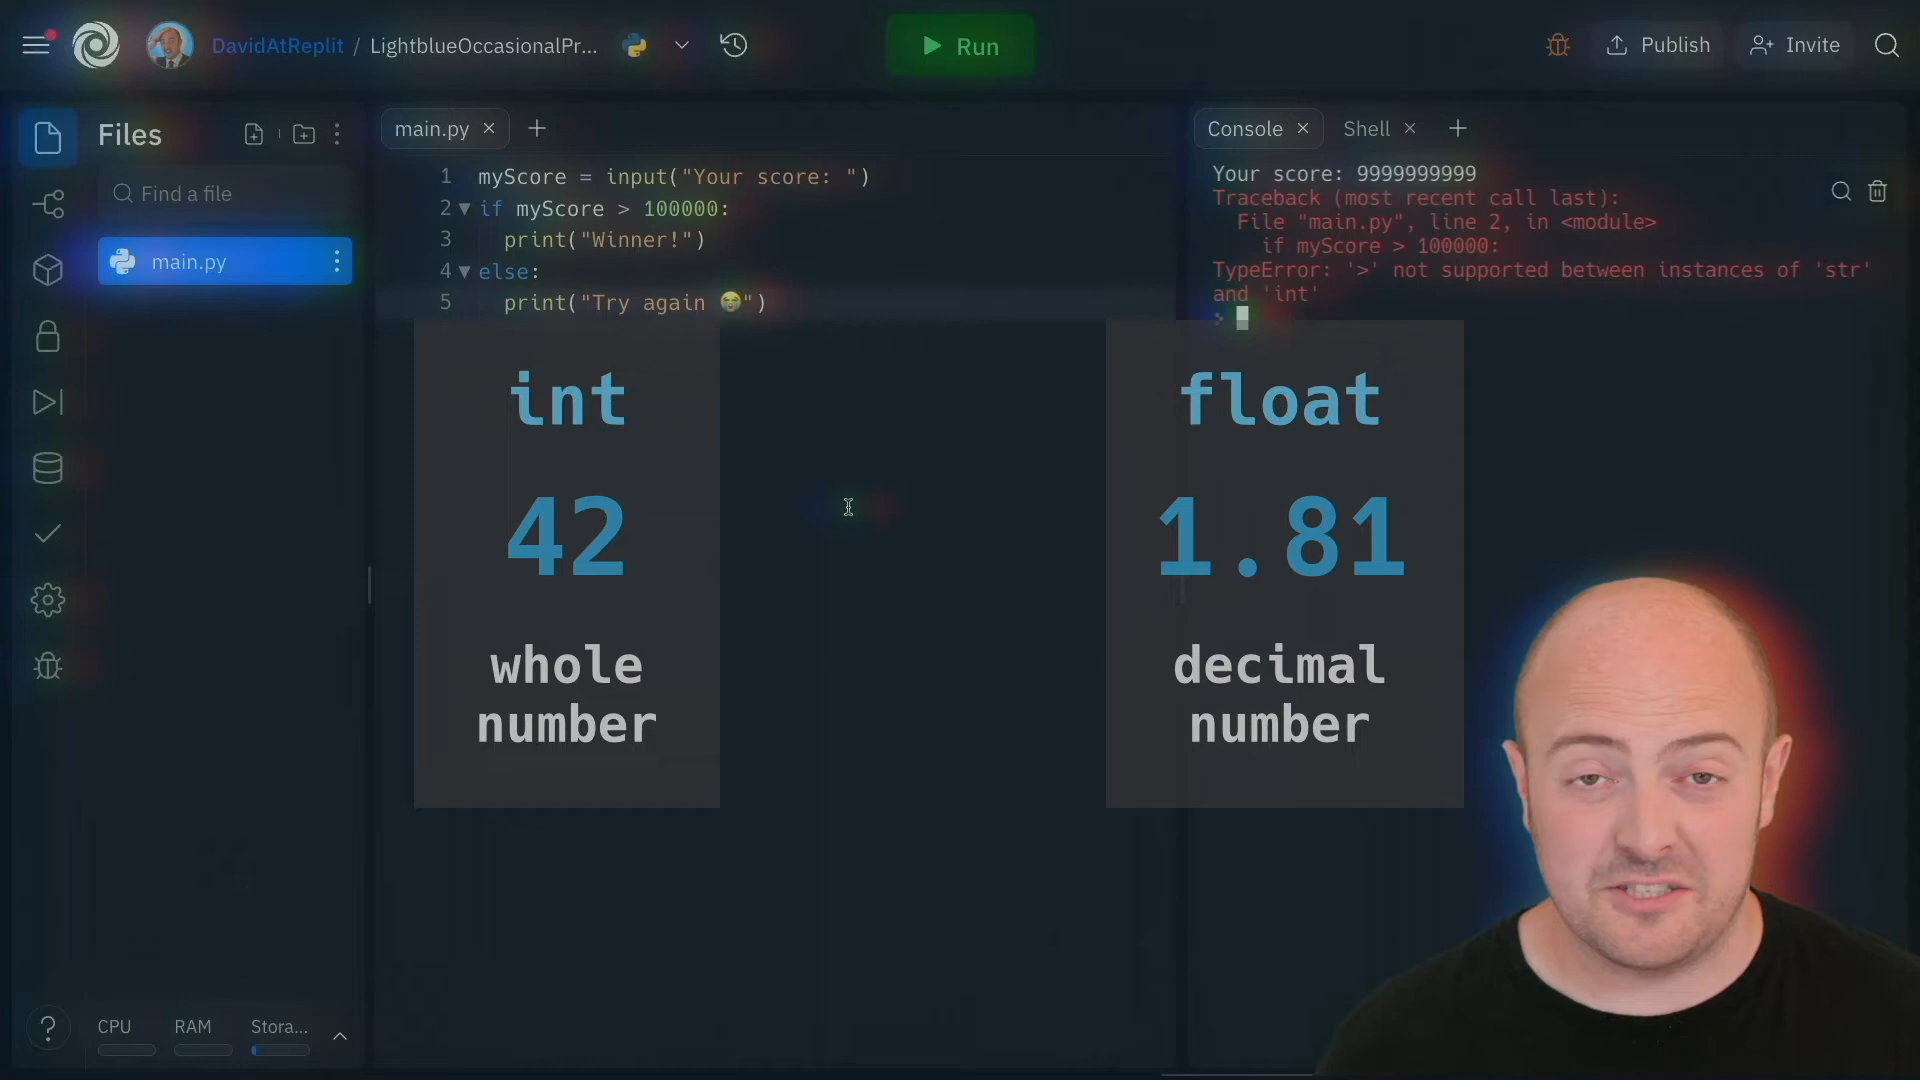 DavidAtReplit / LightblueOccasionalPr...
Run
Publish
Invite
Files
Find a file
main.py
main.py
1 myScore = input("Your score: ")
2 if myScore > 100000:
3 print("Winner!")
4 else:
5 print("Try again 😭")
Console
Shell
Your score: 9999999999
Traceback (most recent call last):
File "main.py", line 2, in <module>
if myScore > 100000:
TypeError: '>' not supported between instances of 'str'
and 'int'
>
int
42
whole
number
float
1.81
decimal
number
CPU
RAM
Stora...